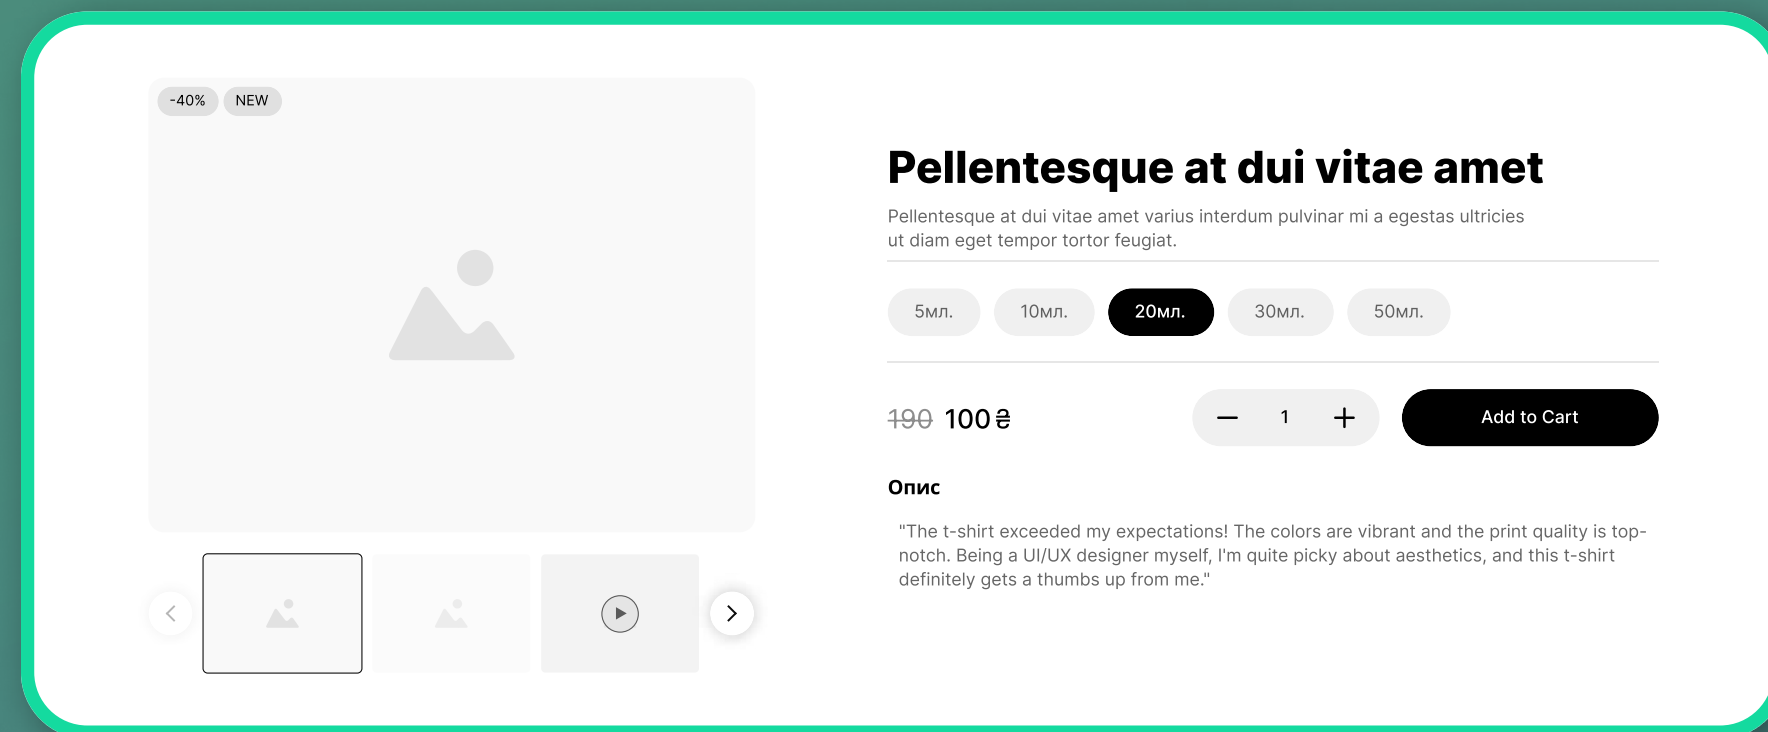 -40% NEW
Pellentesque at dui vitae amet
Pellentesque at dui vitae amet varius interdum pulvinar mi a egestas ultricies
ut diam eget tempor tortor feugiat.
5мл. 10мл. 20мл. 30мл. 50мл.
190 100₴ 1 Add to Cart
Опис
"The t-shirt exceeded my expectations! The colors are vibrant and the print quality is top-
notch. Being a UI/UX designer myself, I'm quite picky about aesthetics, and this t-shirt
definitely gets a thumbs up from me."